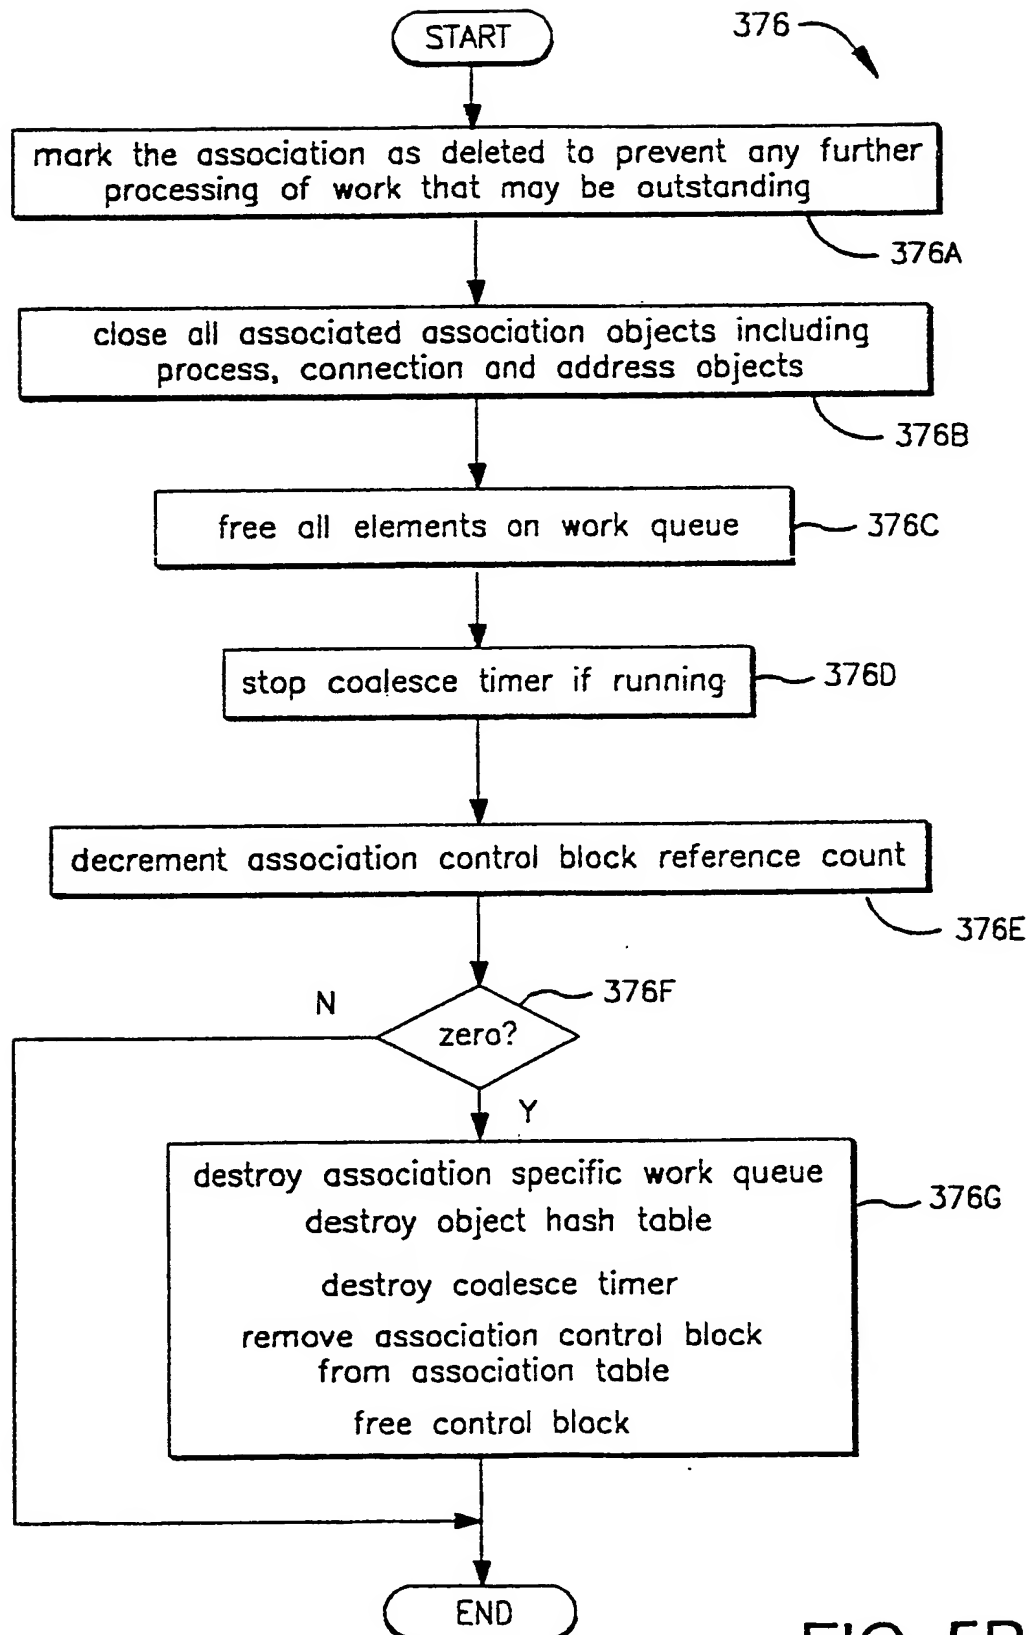 START
376
mark the association as deleted to prevent any further
processing of work that may be outstanding
376A
close all associated association objects including
process, connection and address objects
376B
free all elements on work queue
376C
stop coalesce timer if running
376D
decrement association control block reference count
376E
376F
N
zero?
Y
destroy association specific work queue
destroy object hash table
destroy coalesce timer
remove association control block
from association table
free control block
376G
END